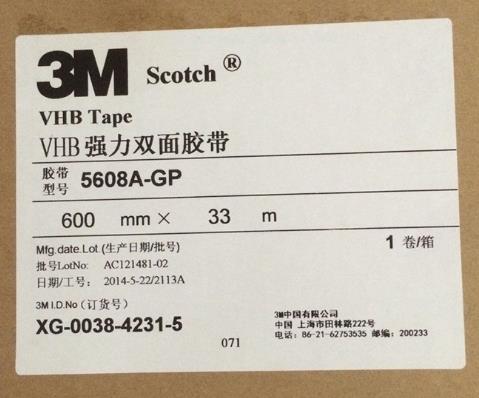 3M Scotch ®
VHB Tape
VHB 强力双面胶带
胶带型号 5608A-GP
600 mm × 33 m
Mfg.date.Lot.(生产日期/批号) 1 卷/箱
批号LotNo: AC121481-02
日期/工号: 2014-5-22/2113A
3M I.D.No (订货号)
XG-0038-4231-5
071
3M中国有限公司
中国 上海市田林路222号
电话: 86-21-62753535 邮编: 200233